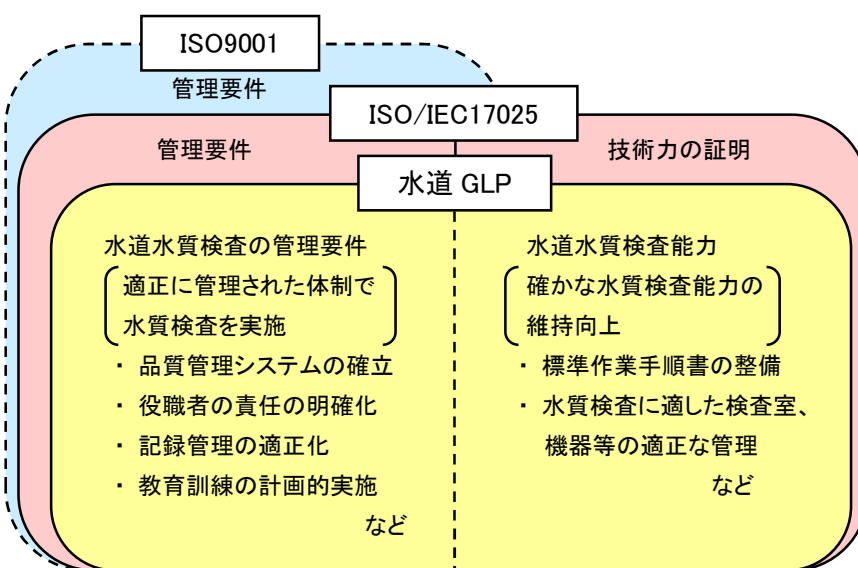 ISO9001
管理要件
ISO/IEC17025
管理要件
技術力の証明
水道 GLP
水道水質検査の管理要件
適正に管理された体制で
水質検査を実施
・ 品質管理システムの確立
・ 役職者の責任の明確化
・ 記録管理の適正化
・ 教育訓練の計画的実施
など
水道水質検査能力
確かな水質検査能力の
維持向上
・ 標準作業手順書の整備
・ 水質検査に適した検査室、
機器等の適正な管理
など